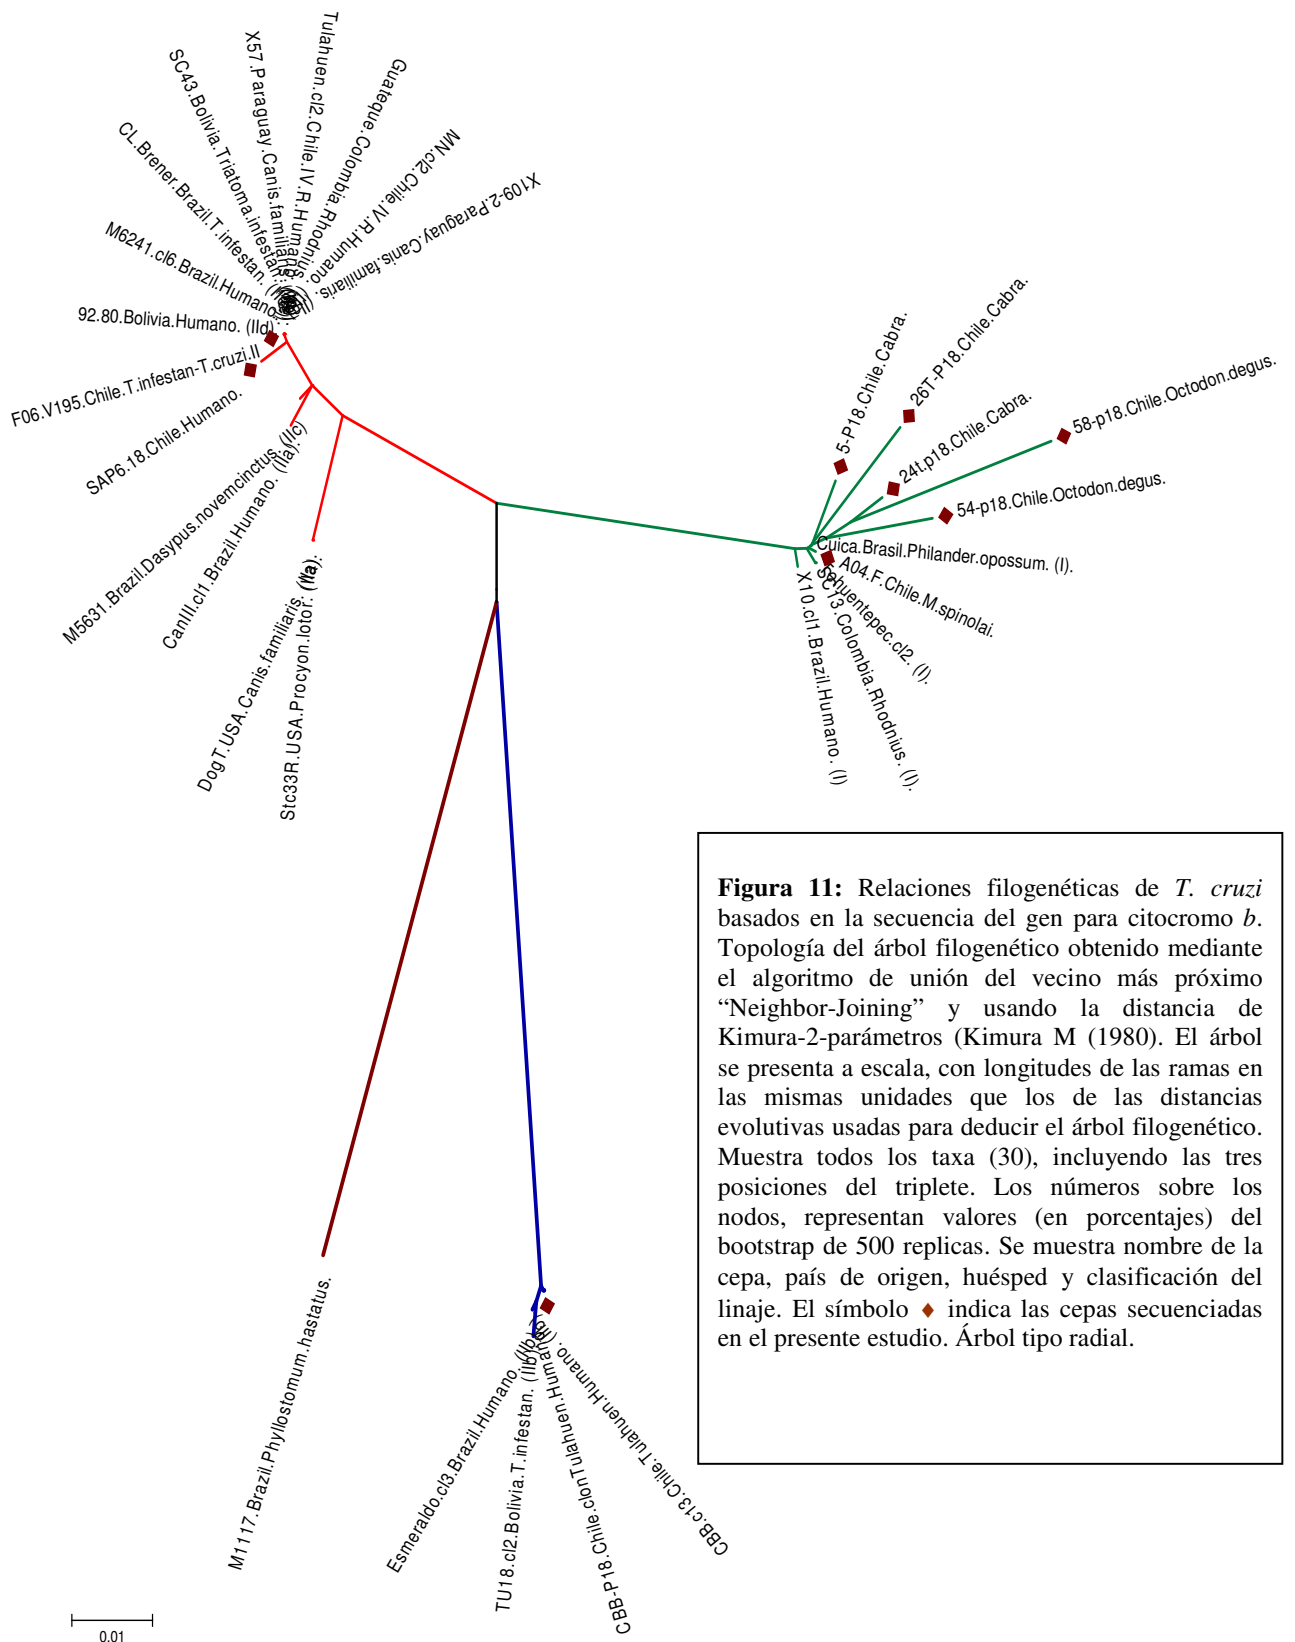 Tulahuen.cl2.Chile.IV.R.Humano.
X57.Paraguay.Canis.familiaris.
Guateque.Colombia.Rhodnius.
SC43.Bolivia.Triatoma.infestan.
MN.cl2.Chile.IV.R.Humano
CL.Brener.Brazil.T.infestan.
X109-2.Paraguay.Canis.familiaris.
M6241.cl6.Brazil.Humano.
92.80.Bolivia.Humano. (IId)
F06.V195.Chile.T.infestan-T.cruzi.II
SAP6.18.Chile.Humano.
M5631.Brazil.Dasypus.novemcinctus. (IIc)
CanIII.cl1.Brazil.Humano. (IIa).
DogT.USA.Canis.familiaris. (IIa).
Stc33R.USA.Procyon.lotor. (IIa).
5-P18.Chile.Cabra.
26T-P18.Chile.Cabra.
24t.p18.Chile.Cabra.
58-p18.Chile.Octodon.degus.
54-p18.Chile.Octodon.degus.
Cuica.Brasil.Philander.opossum. (I).
A04.F.Chile.M.spinolai.
huentepec.cl2. (I).
C13.Colombia.Rhodnius. (I).
X10.cl1.Brazil.Humano. (I)
Figura 11: Relaciones filogenéticas de T. cruzi
basados en la secuencia del gen para citocromo b.
Topología del árbol filogenético obtenido mediante
el algoritmo de unión del vecino más próximo
“Neighbor-Joining” y usando la distancia de
Kimura-2-parámetros (Kimura M (1980). El árbol
se presenta a escala, con longitudes de las ramas en
las mismas unidades que los de las distancias
evolutivas usadas para deducir el árbol filogenético.
Muestra todos los taxa (30), incluyendo las tres
posiciones del triplete. Los números sobre los
nodos, representan valores (en porcentajes) del
bootstrap de 500 replicas. Se muestra nombre de la
cepa, país de origen, huésped y clasificación del
linaje. El símbolo ♦ indica las cepas secuenciadas
en el presente estudio. Árbol tipo radial.
M1117.Brazil.Phyllostomum.hastatus.
Esmeraldo.cl3.Brazil.Humano. (IIb)
TU18.cl2.Bolivia.T.infestan. (IIb)
CBB-P18.Chile.clonTulahuen.Humano.
CBB.c13.Chile.Tulahuen.Humano.
0.01